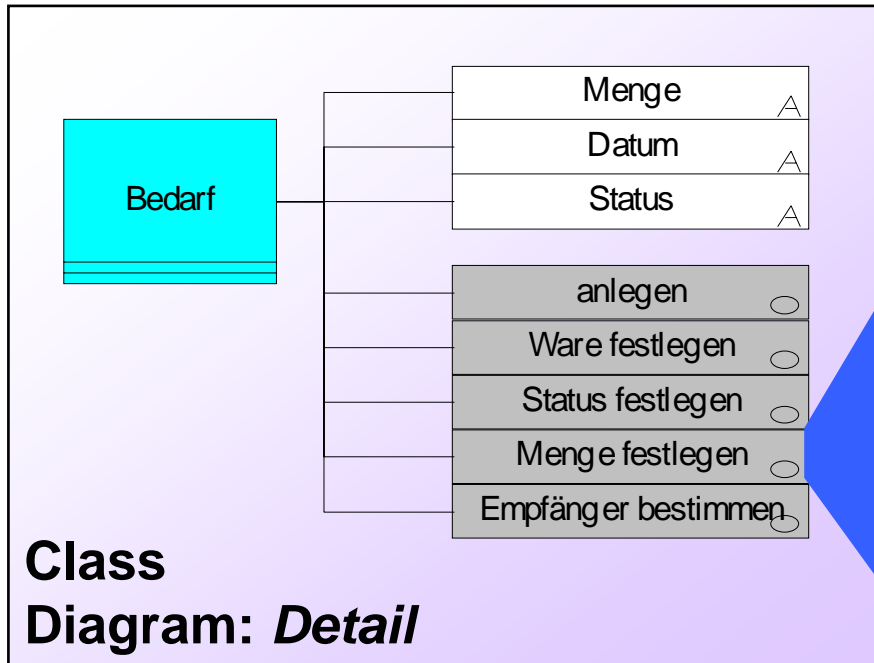 Bedarf
Menge
A
Datum
A
Status
A
anlegen
Ware festlegen
Status festlegen
Menge festlegen
Empfänger bestimmen
Class
Diagram: Detail